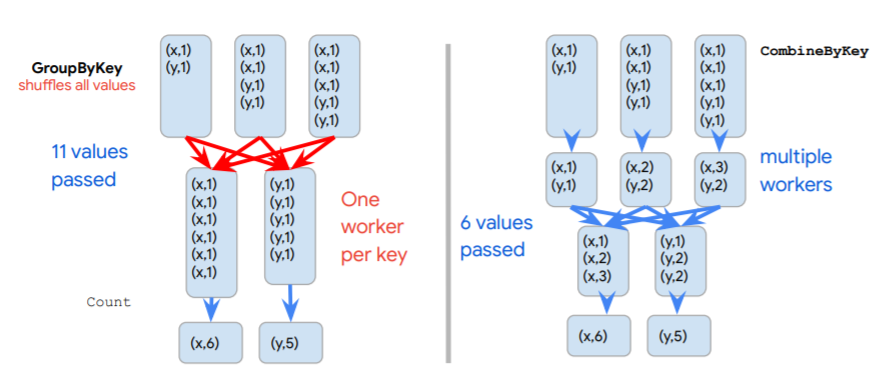 GroupByKey
shuffles all values
(x,1)
(y,1)
(x,1)
(x,1)
(y,1)
(y,1)
(x,1)
(x,1)
(x,1)
(y,1)
(y,1)
11 values
passed
(x,1)
(x,1)
(x,1)
(x,1)
(x,1)
(x,1)
(y,1)
(y,1)
(y,1)
(y,1)
(y,1)
One
worker
per key
Count
(x,6)
(y,5)
CombineByKey
(x,1)
(y,1)
(x,1)
(x,1)
(y,1)
(y,1)
(x,1)
(x,1)
(x,1)
(y,1)
(y,1)
(x,1)
(y,1)
(x,2)
(y,2)
(x,3)
(y,2)
multiple
workers
6 values
passed
(x,1)
(x,2)
(x,3)
(y,1)
(y,2)
(y,2)
(x,6)
(y,5)